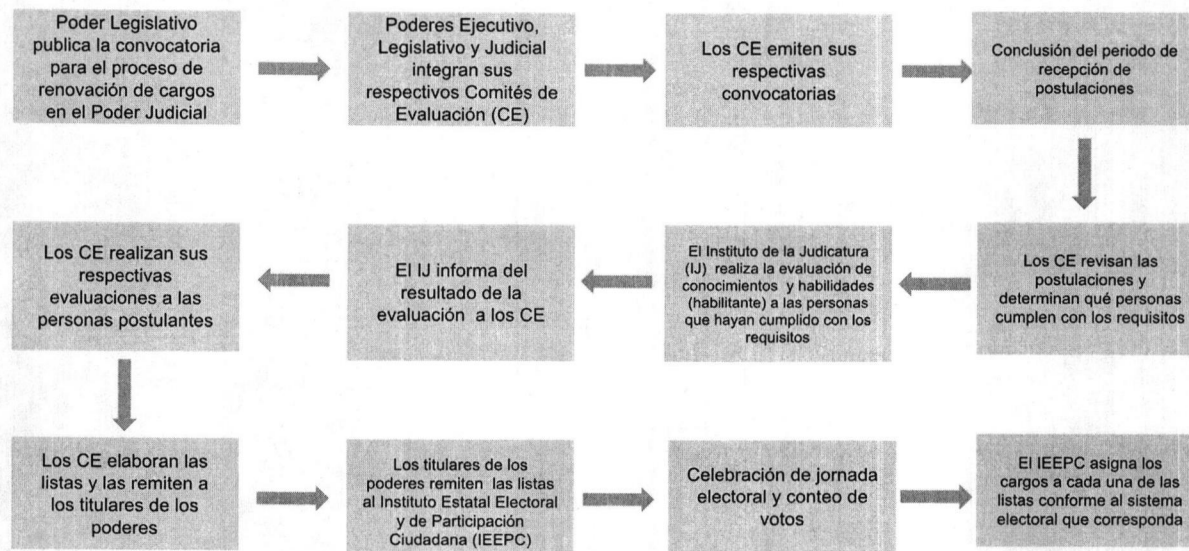 Poder Legislativo
publica la convocatoria
para el proceso de
renovación de cargos
en el Poder Judicial
Poderes Ejecutivo,
Legislativo y Judicial
integran sus
respectivos Comités de
Evaluación (CE)
Los CE emiten sus
respectivas
convocatorias
Conclusión del periodo de
recepción de
postulaciones
Los CE revisan las
postulaciones y
determinan qué personas
cumplen con los requisitos
El Instituto de la Judicatura
(IJ) realiza la evaluación de
conocimientos y habilidades
(habilitante) a las personas
que hayan cumplido con los
requisitos
El IJ informa del
resultado de la
evaluación a los CE
Los CE realizan sus
respectivas
evaluaciones a las
personas postulantes
Los CE elaboran las
listas y las remiten a
los titulares de los
poderes
Los titulares de los
poderes remiten las listas
al Instituto Estatal Electoral
y de Participación
Ciudadana (IEEPC)
Celebración de jornada
electoral y conteo de
votos
El IEEPC asigna los
cargos a cada una de las
listas conforme al sistema
electoral que corresponda